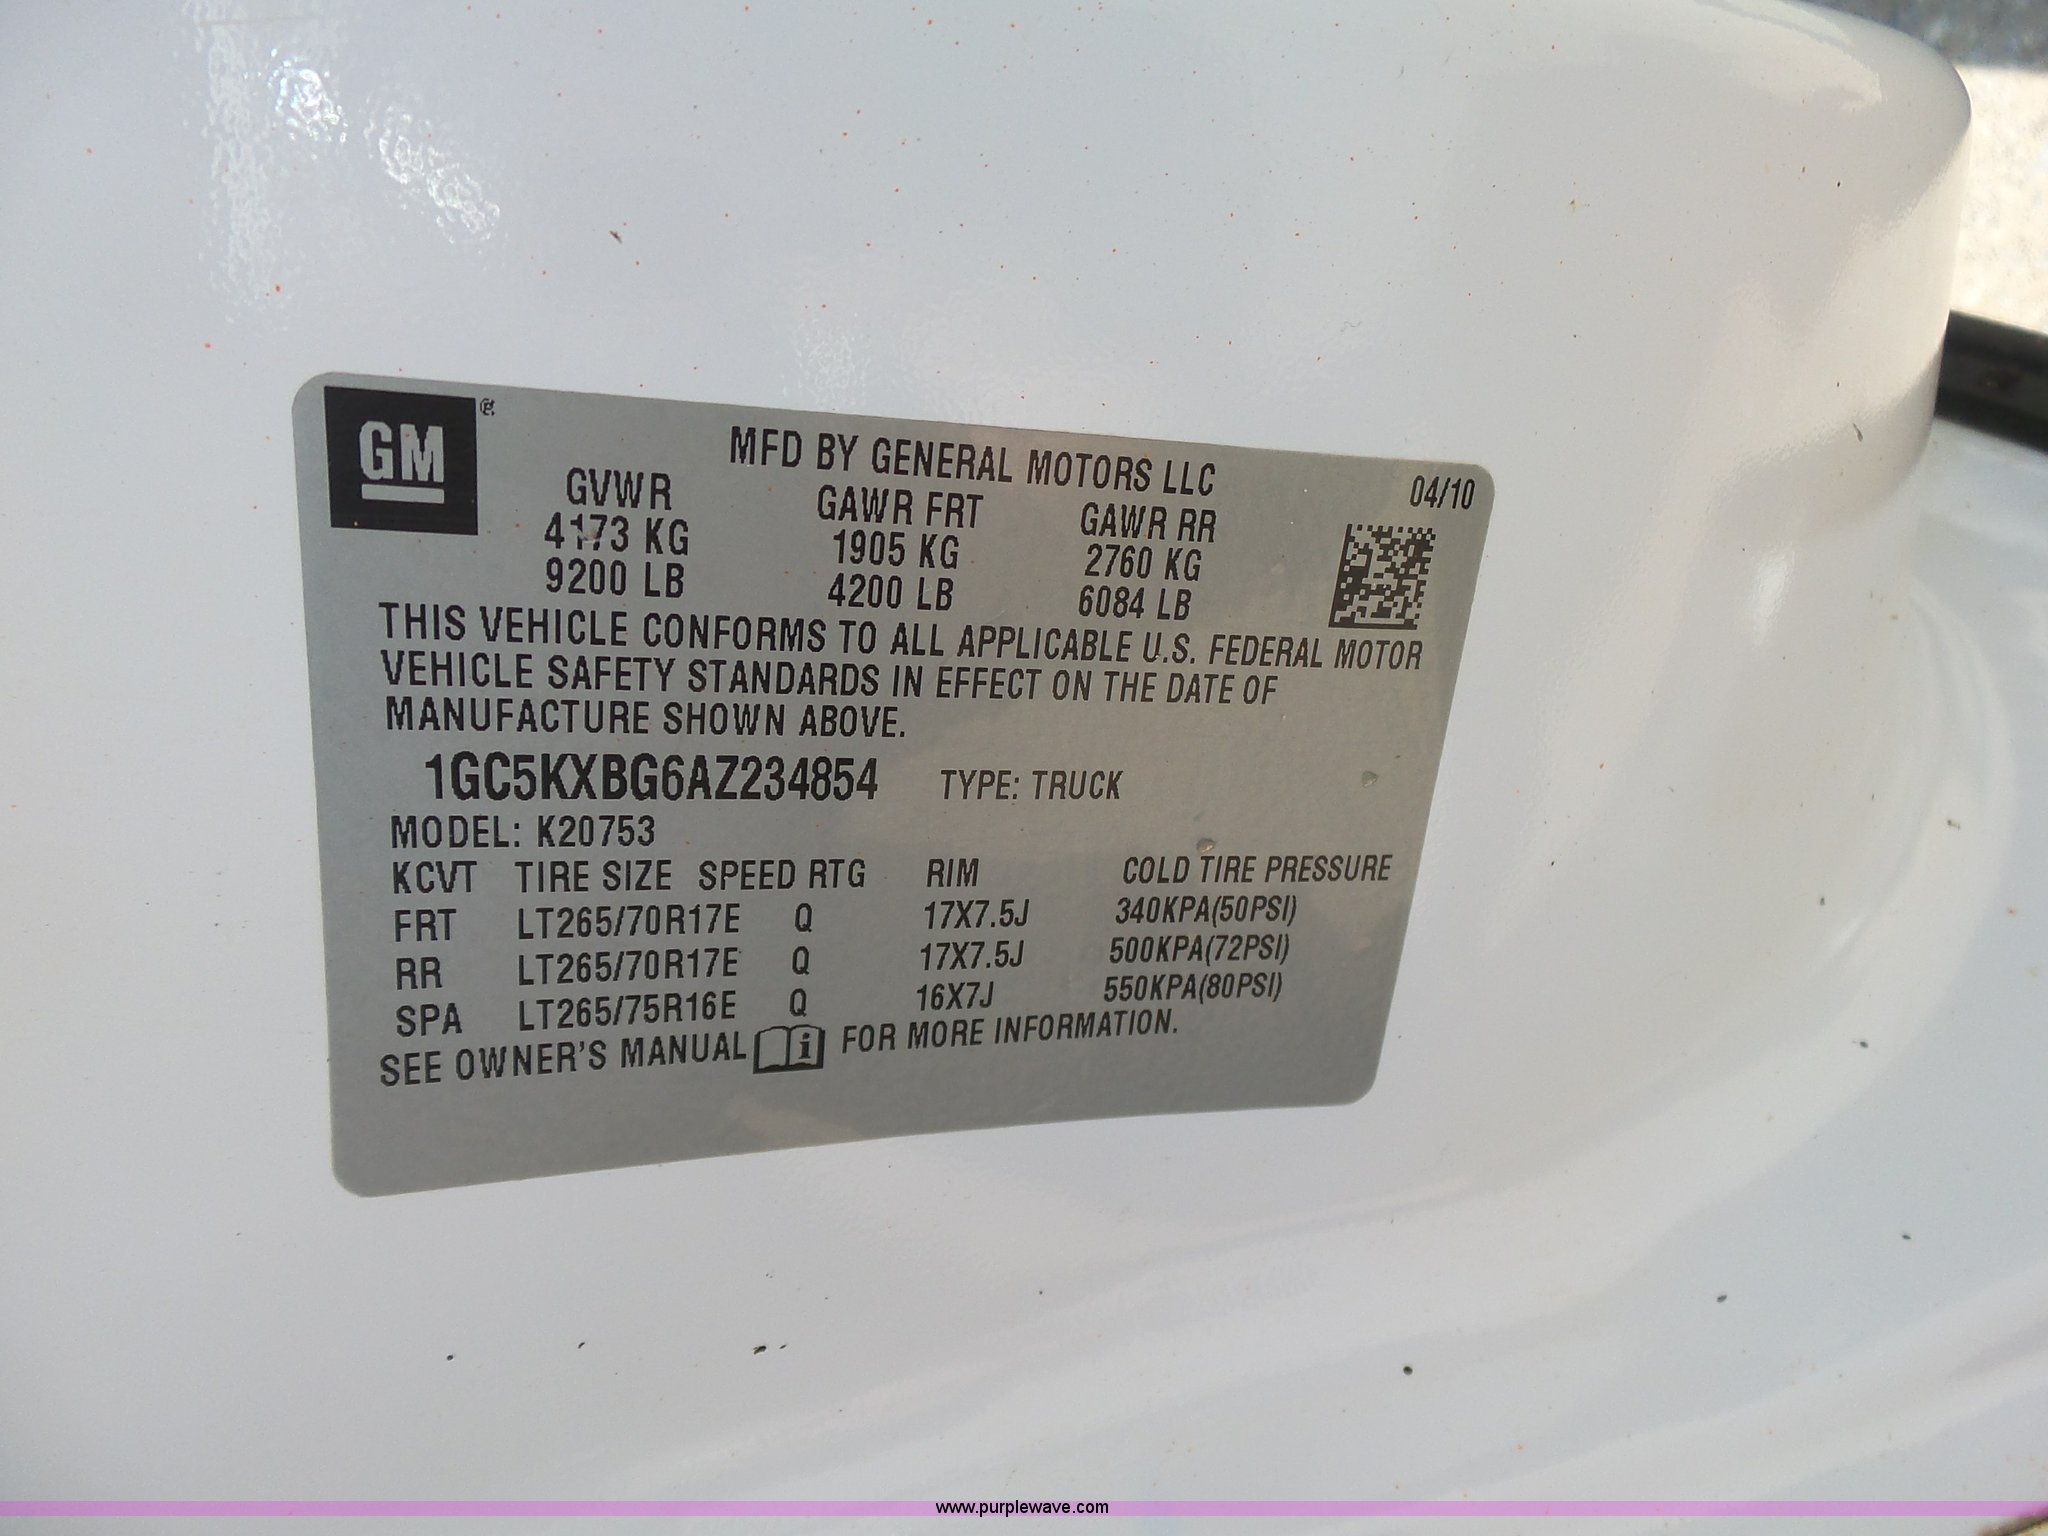 GM
®
MFD BY GENERAL MOTORS LLC
04/10
GVWR GAWR FRT GAWR RR
4173 KG 1905 KG 2760 KG
9200 LB 4200 LB 6084 LB
THIS VEHICLE CONFORMS TO ALL APPLICABLE U.S. FEDERAL MOTOR
VEHICLE SAFETY STANDARDS IN EFFECT ON THE DATE OF
MANUFACTURE SHOWN ABOVE.
1GC5KXBG6AZ234854 TYPE: TRUCK
MODEL: K20753
KCVT TIRE SIZE SPEED RTG RIM COLD TIRE PRESSURE
FRT LT265/70R17E Q 17X7.5J 340KPA(50PSI)
RR LT265/70R17E Q 17X7.5J 500KPA(72PSI)
SPA LT265/75R16E Q 16X7J 550KPA(80PSI)
SEE OWNER'S MANUAL i FOR MORE INFORMATION.
www.purplewave.com